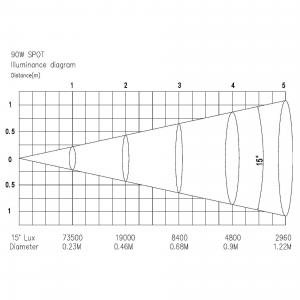 90W SPOT
Illuminance diagram
Distance(m)
1 2 3 4 5
1
0.5
0
0.5
1
15°
15° Lux 73500 19000 8400 4800 2960
Diameter 0.23M 0.46M 0.68M 0.9M 1.22M